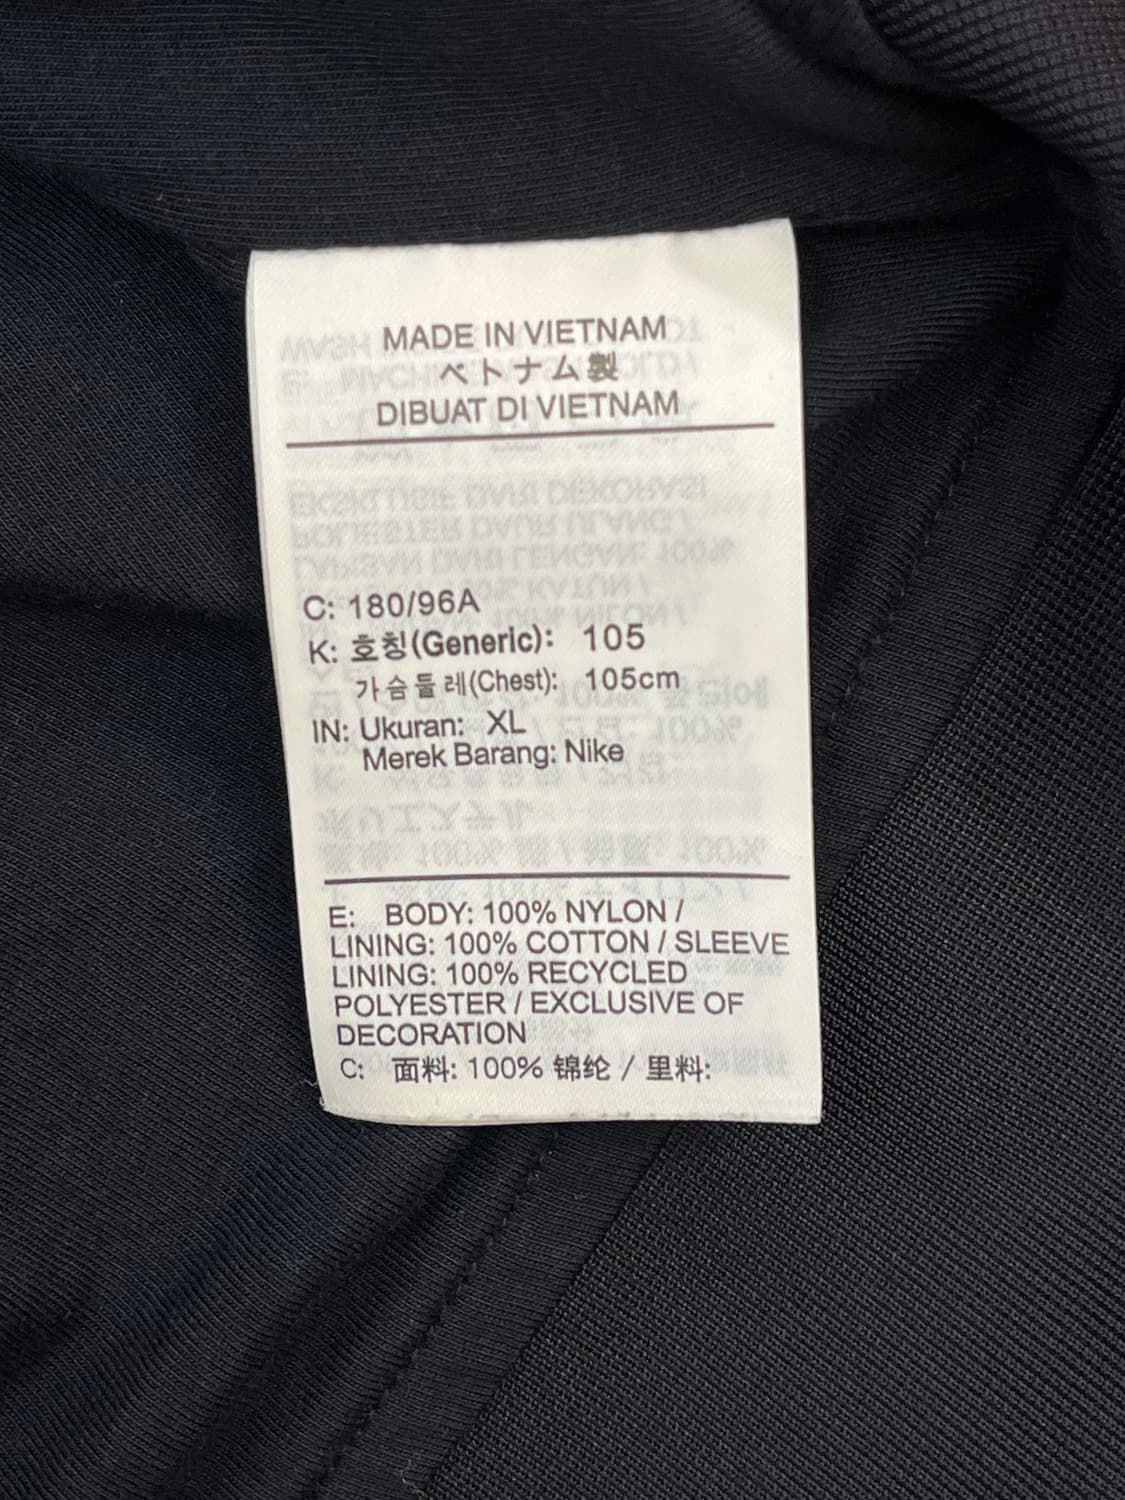 MADE IN VIETNAM
ベトナム製
DIBUAT DI VIETNAM
C: 180/96A
K: 호칭(Generic): 105
가슴둘레(Chest): 105cm
IN: Ukuran: XL
Merek Barang: Nike
E: BODY: 100% NYLON /
LINING: 100% COTTON / SLEEVE
LINING: 100% RECYCLED
POLYESTER / EXCLUSIVE OF
DECORATION
C: 面料: 100% 锦纶 / 里料: